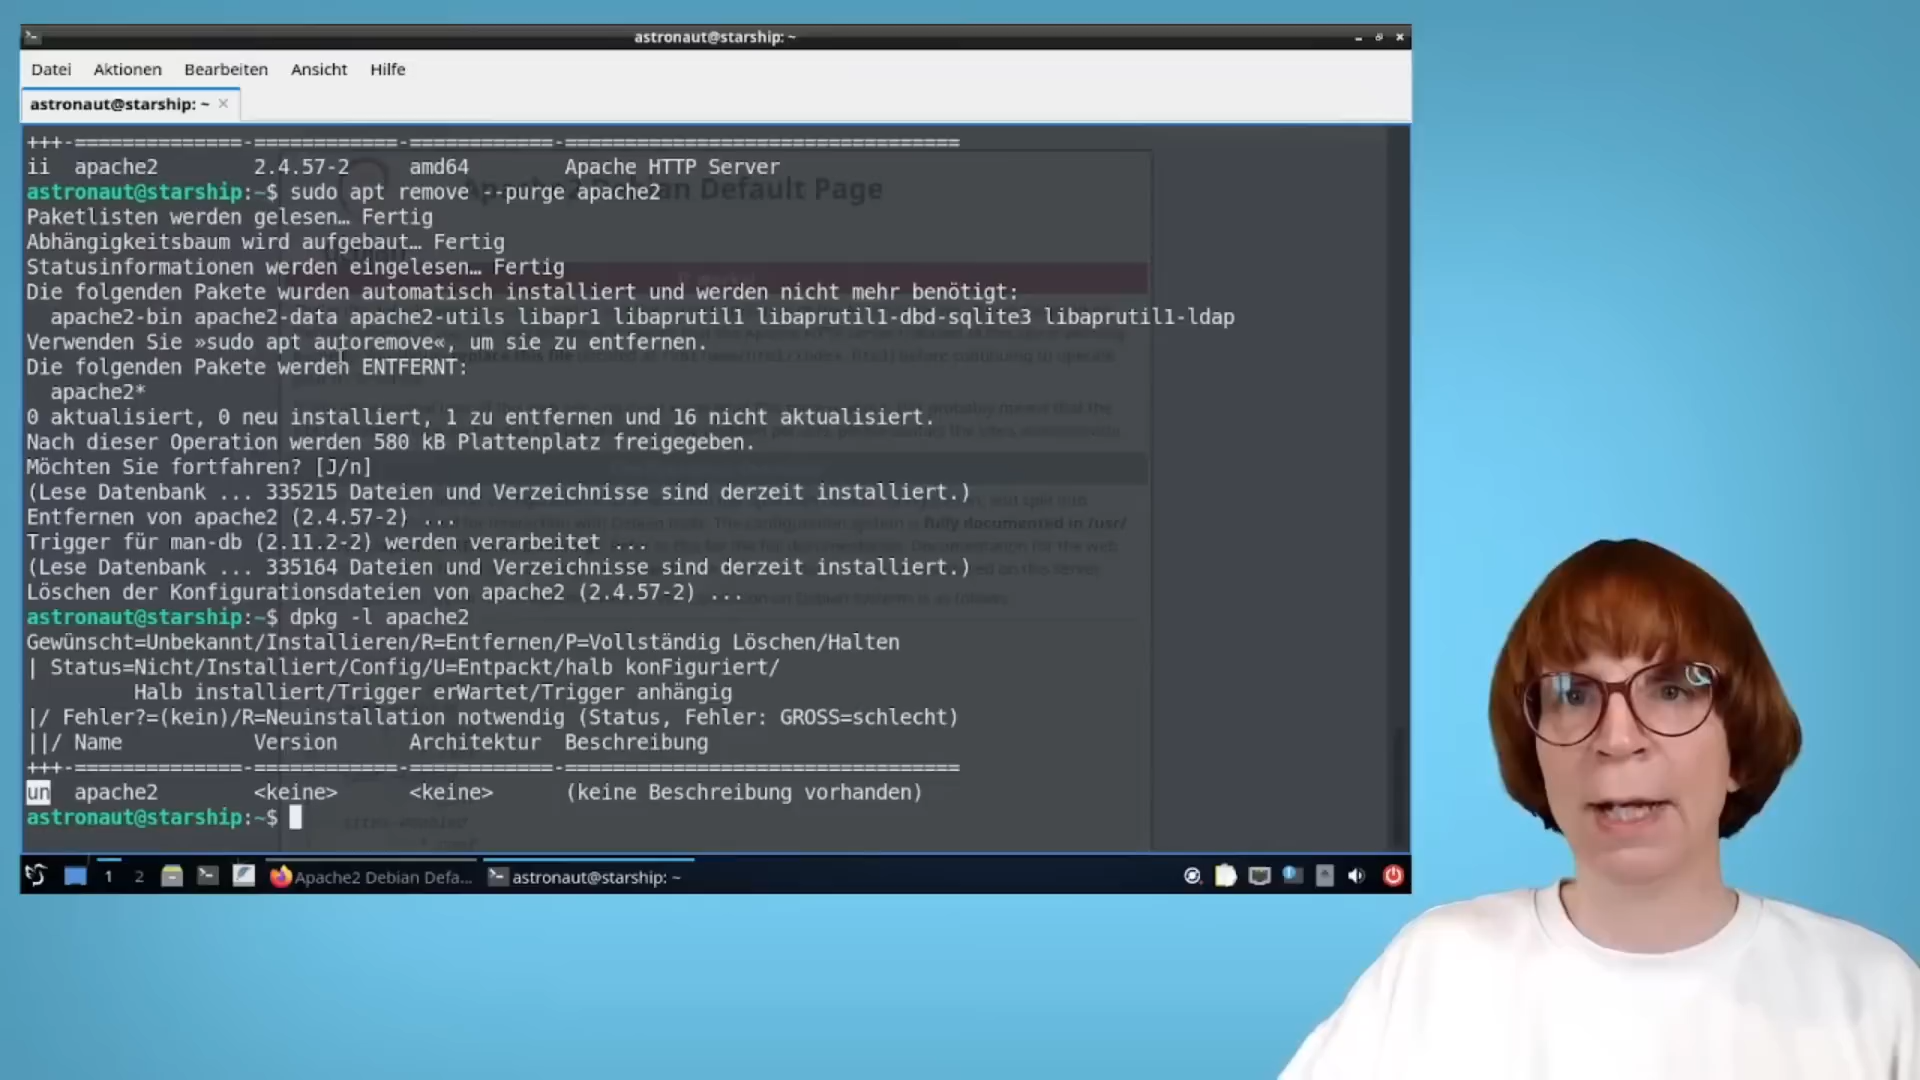 astronaut@starship: ~
Datei Aktionen Bearbeiten Ansicht Hilfe
astronaut@starship: ~ ×
+++-==============-============-============-=================================
ii  apache2        2.4.57-2     amd64        Apache HTTP Server
astronaut@starship:~$ sudo apt remove --purge apache2
Apache2 Debian Default Page
Paketlisten werden gelesen… Fertig
Abhängigkeitsbaum wird aufgebaut… Fertig
Statusinformationen werden eingelesen… Fertig
Die folgenden Pakete wurden automatisch installiert und werden nicht mehr benötigt:
  apache2-bin apache2-data apache2-utils libapr1 libaprutil1 libaprutil1-dbd-sqlite3 libaprutil1-ldap
Verwenden Sie »sudo apt autoremove«, um sie zu entfernen.
Die folgenden Pakete werden ENTFERNT:
  apache2*
0 aktualisiert, 0 neu installiert, 1 zu entfernen und 16 nicht aktualisiert.
Nach dieser Operation werden 580 kB Plattenplatz freigegeben.
Möchten Sie fortfahren? [J/n]
(Lese Datenbank ... 335215 Dateien und Verzeichnisse sind derzeit installiert.)
Entfernen von apache2 (2.4.57-2) ...
fully documented in /usr/
Trigger für man-db (2.11.2-2) werden verarbeitet ...
(Lese Datenbank ... 335164 Dateien und Verzeichnisse sind derzeit installiert.)
Löschen der Konfigurationsdateien von apache2 (2.4.57-2) ...
astronaut@starship:~$ dpkg -l apache2
Gewünscht=Unbekannt/Installieren/R=Entfernen/P=Vollständig Löschen/Halten
| Status=Nicht/Installiert/Config/U=Entpackt/halb konFiguriert/
         Halb installiert/Trigger erWartet/Trigger anhängig
|/ Fehler?=(kein)/R=Neuinstallation notwendig (Status, Fehler: GROSS=schlecht)
||/ Name           Version      Architektur  Beschreibung
+++-==============-============-============-=================================
un  apache2        <keine>      <keine>      (keine Beschreibung vorhanden)
astronaut@starship:~$
1 2 Apache2 Debian Defa... astronaut@starship: ~